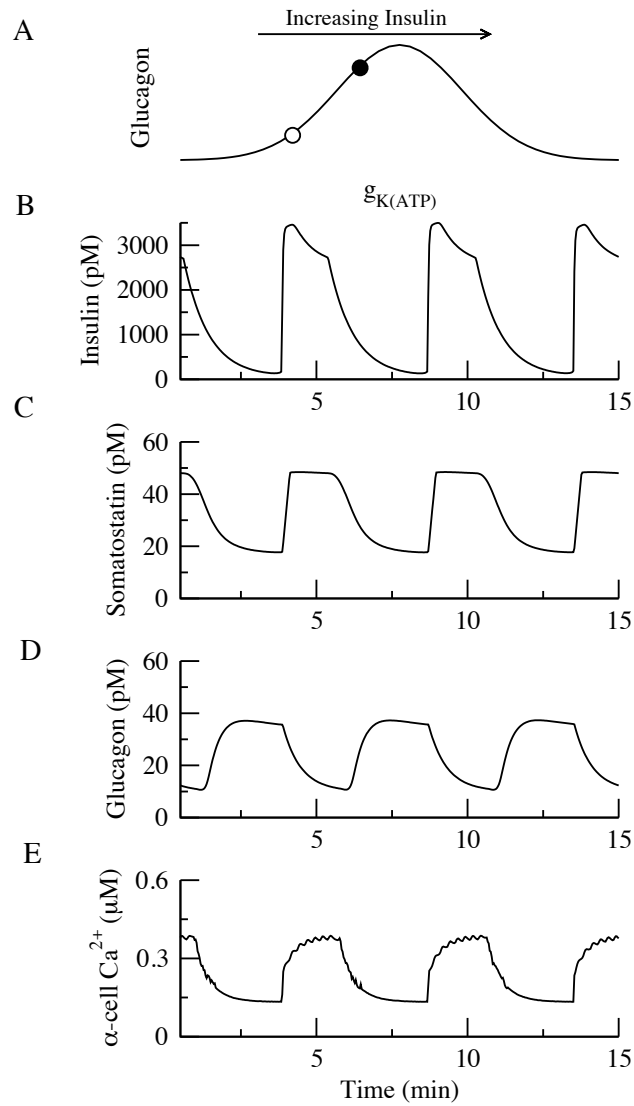 A
Increasing Insulin
Glucagon
g_K(ATP)
B
Insulin (pM)
3000
2000
1000
0
5
10
15
C
Somatostatin (pM)
60
40
20
0
5
10
15
D
Glucagon (pM)
60
40
20
0
5
10
15
E
α-cell Ca²⁺ (μM)
0.6
0.3
0
5
10
15
Time (min)